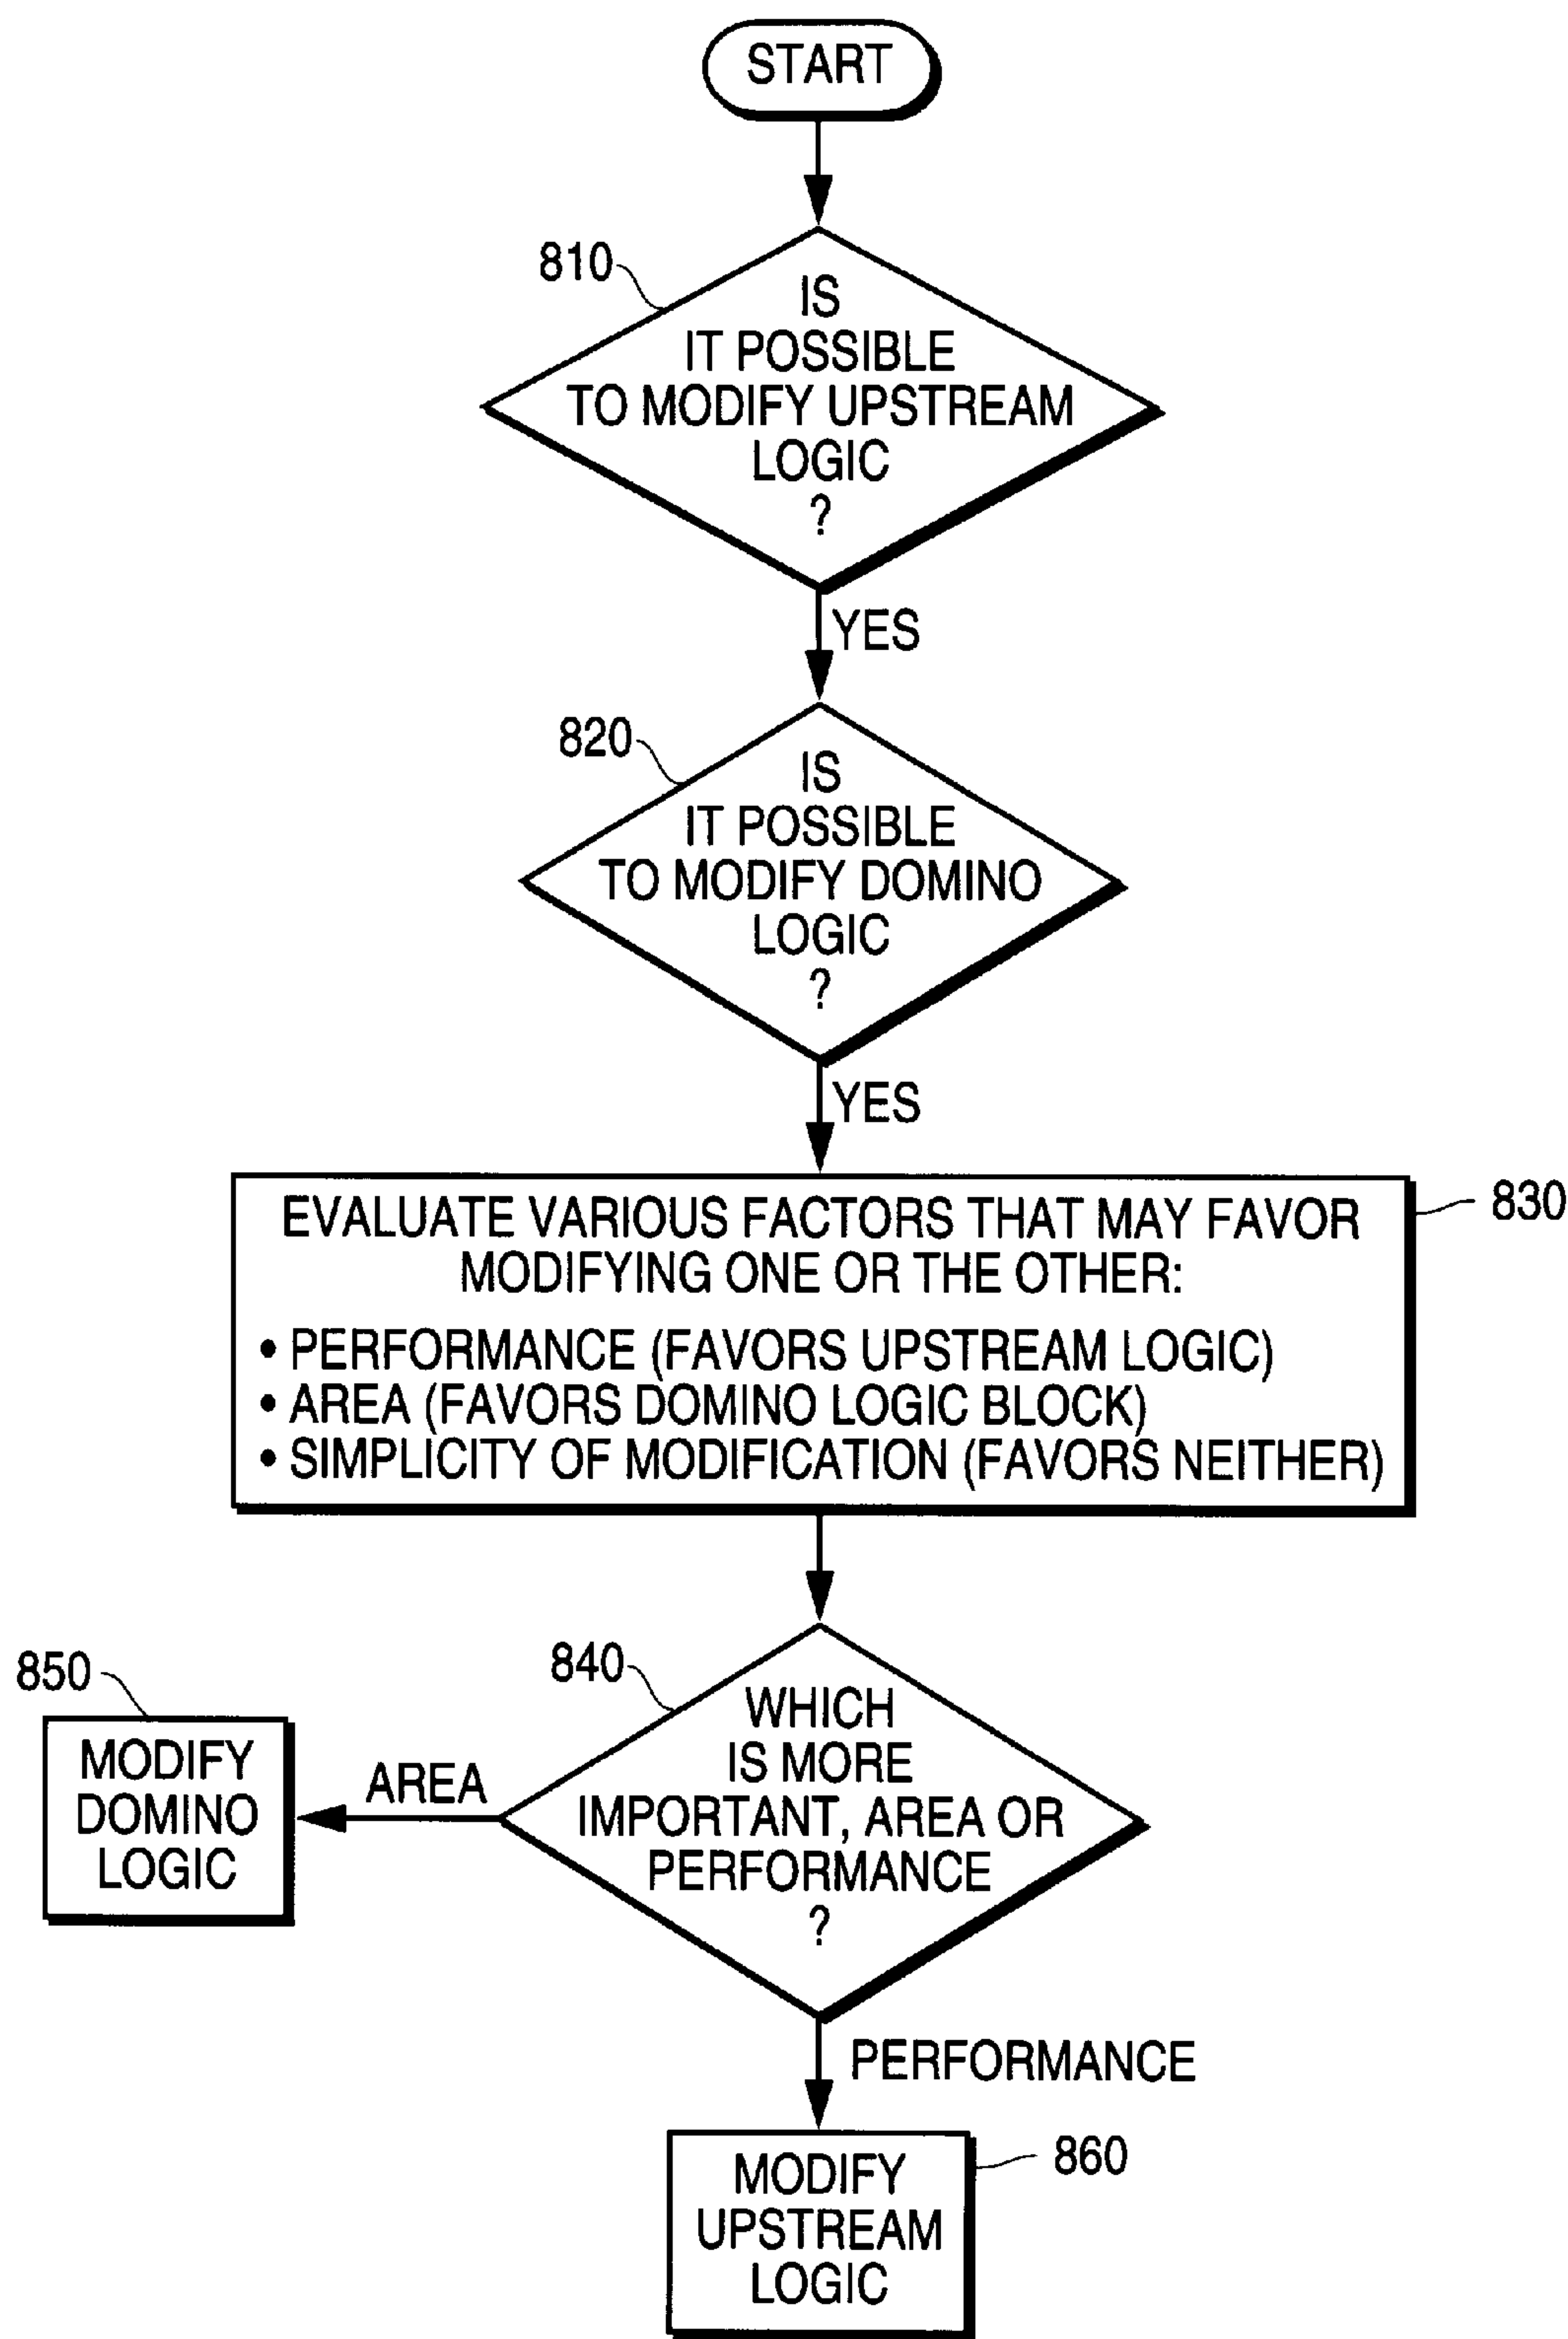 START
810
IS
IT POSSIBLE
TO MODIFY UPSTREAM
LOGIC
?
YES
820
IS
IT POSSIBLE
TO MODIFY DOMINO
LOGIC
?
YES
830
EVALUATE VARIOUS FACTORS THAT MAY FAVOR
MODIFYING ONE OR THE OTHER:
• PERFORMANCE (FAVORS UPSTREAM LOGIC)
• AREA (FAVORS DOMINO LOGIC BLOCK)
• SIMPLICITY OF MODIFICATION (FAVORS NEITHER)
840
WHICH
IS MORE
IMPORTANT, AREA OR
PERFORMANCE
?
AREA
850
MODIFY
DOMINO
LOGIC
PERFORMANCE
860
MODIFY
UPSTREAM
LOGIC